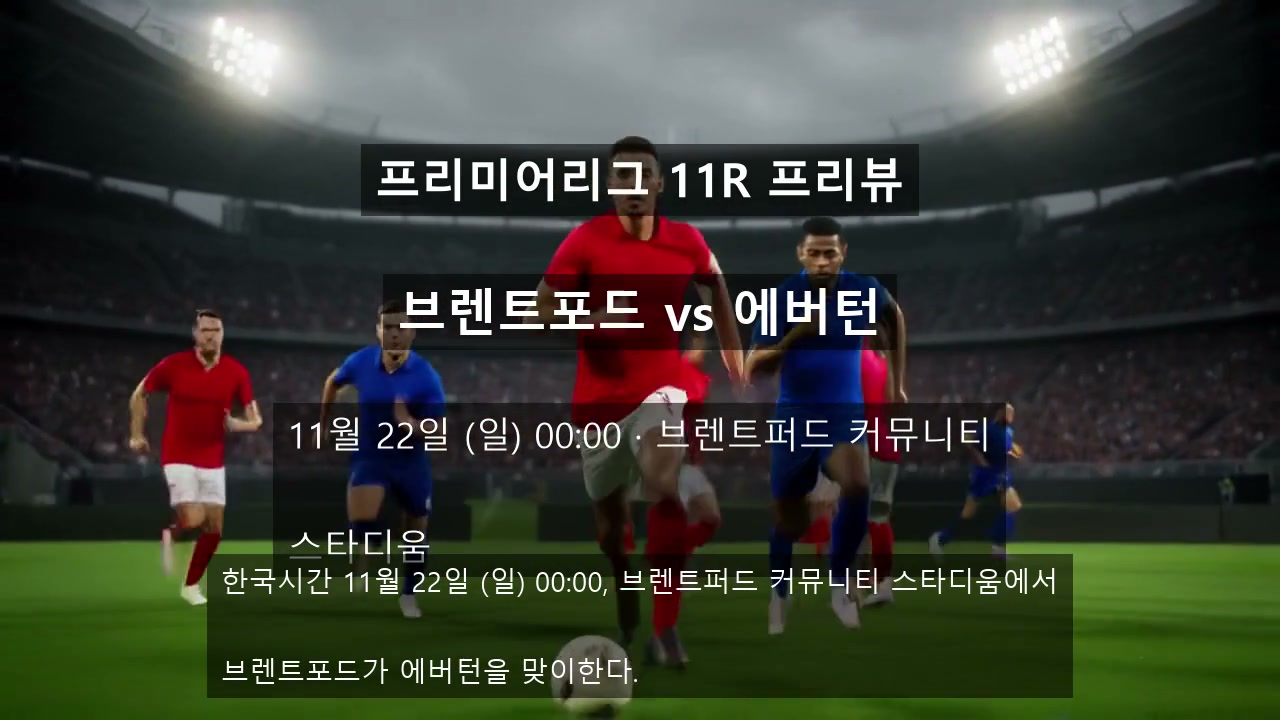 프리미어리그 11R 프리뷰
브렌트포드 vs 에버턴
11월 22일 (일) 00:00 · 브렌트퍼드 커뮤니티
스타디움
한국시간 11월 22일 (일) 00:00, 브렌트퍼드 커뮤니티 스타디움에서
브렌트포드가 에버턴을 맞이한다.